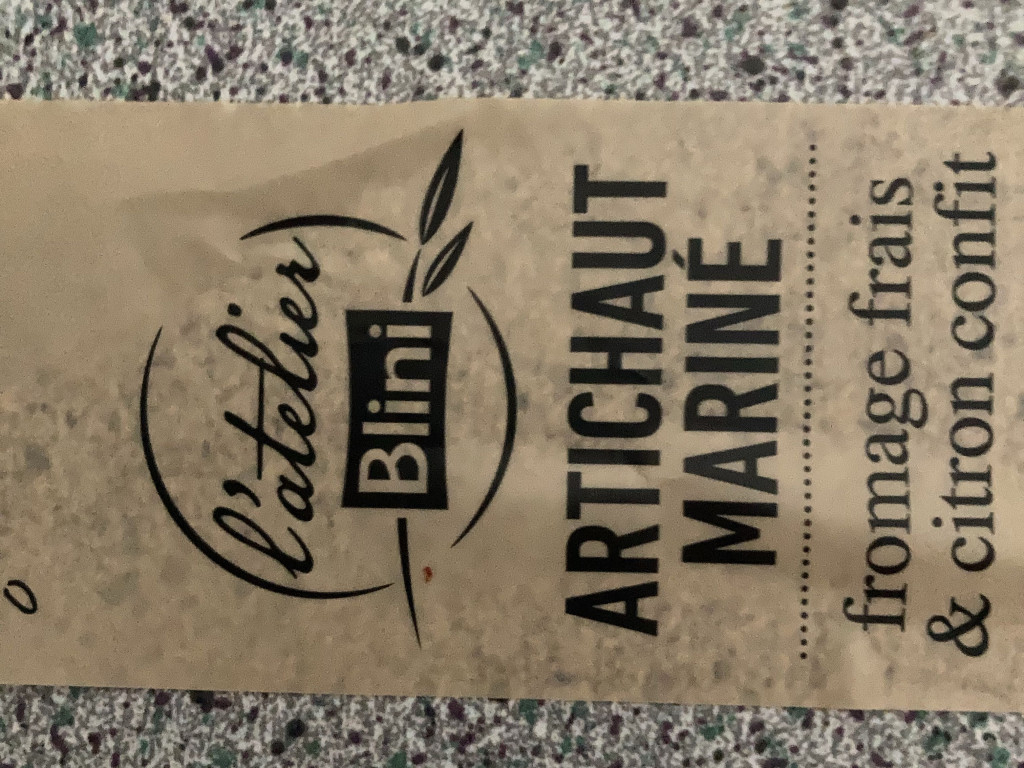 l'atelier
Blini
ARTICHAUT
MARINÉ
fromage frais
& citron confit